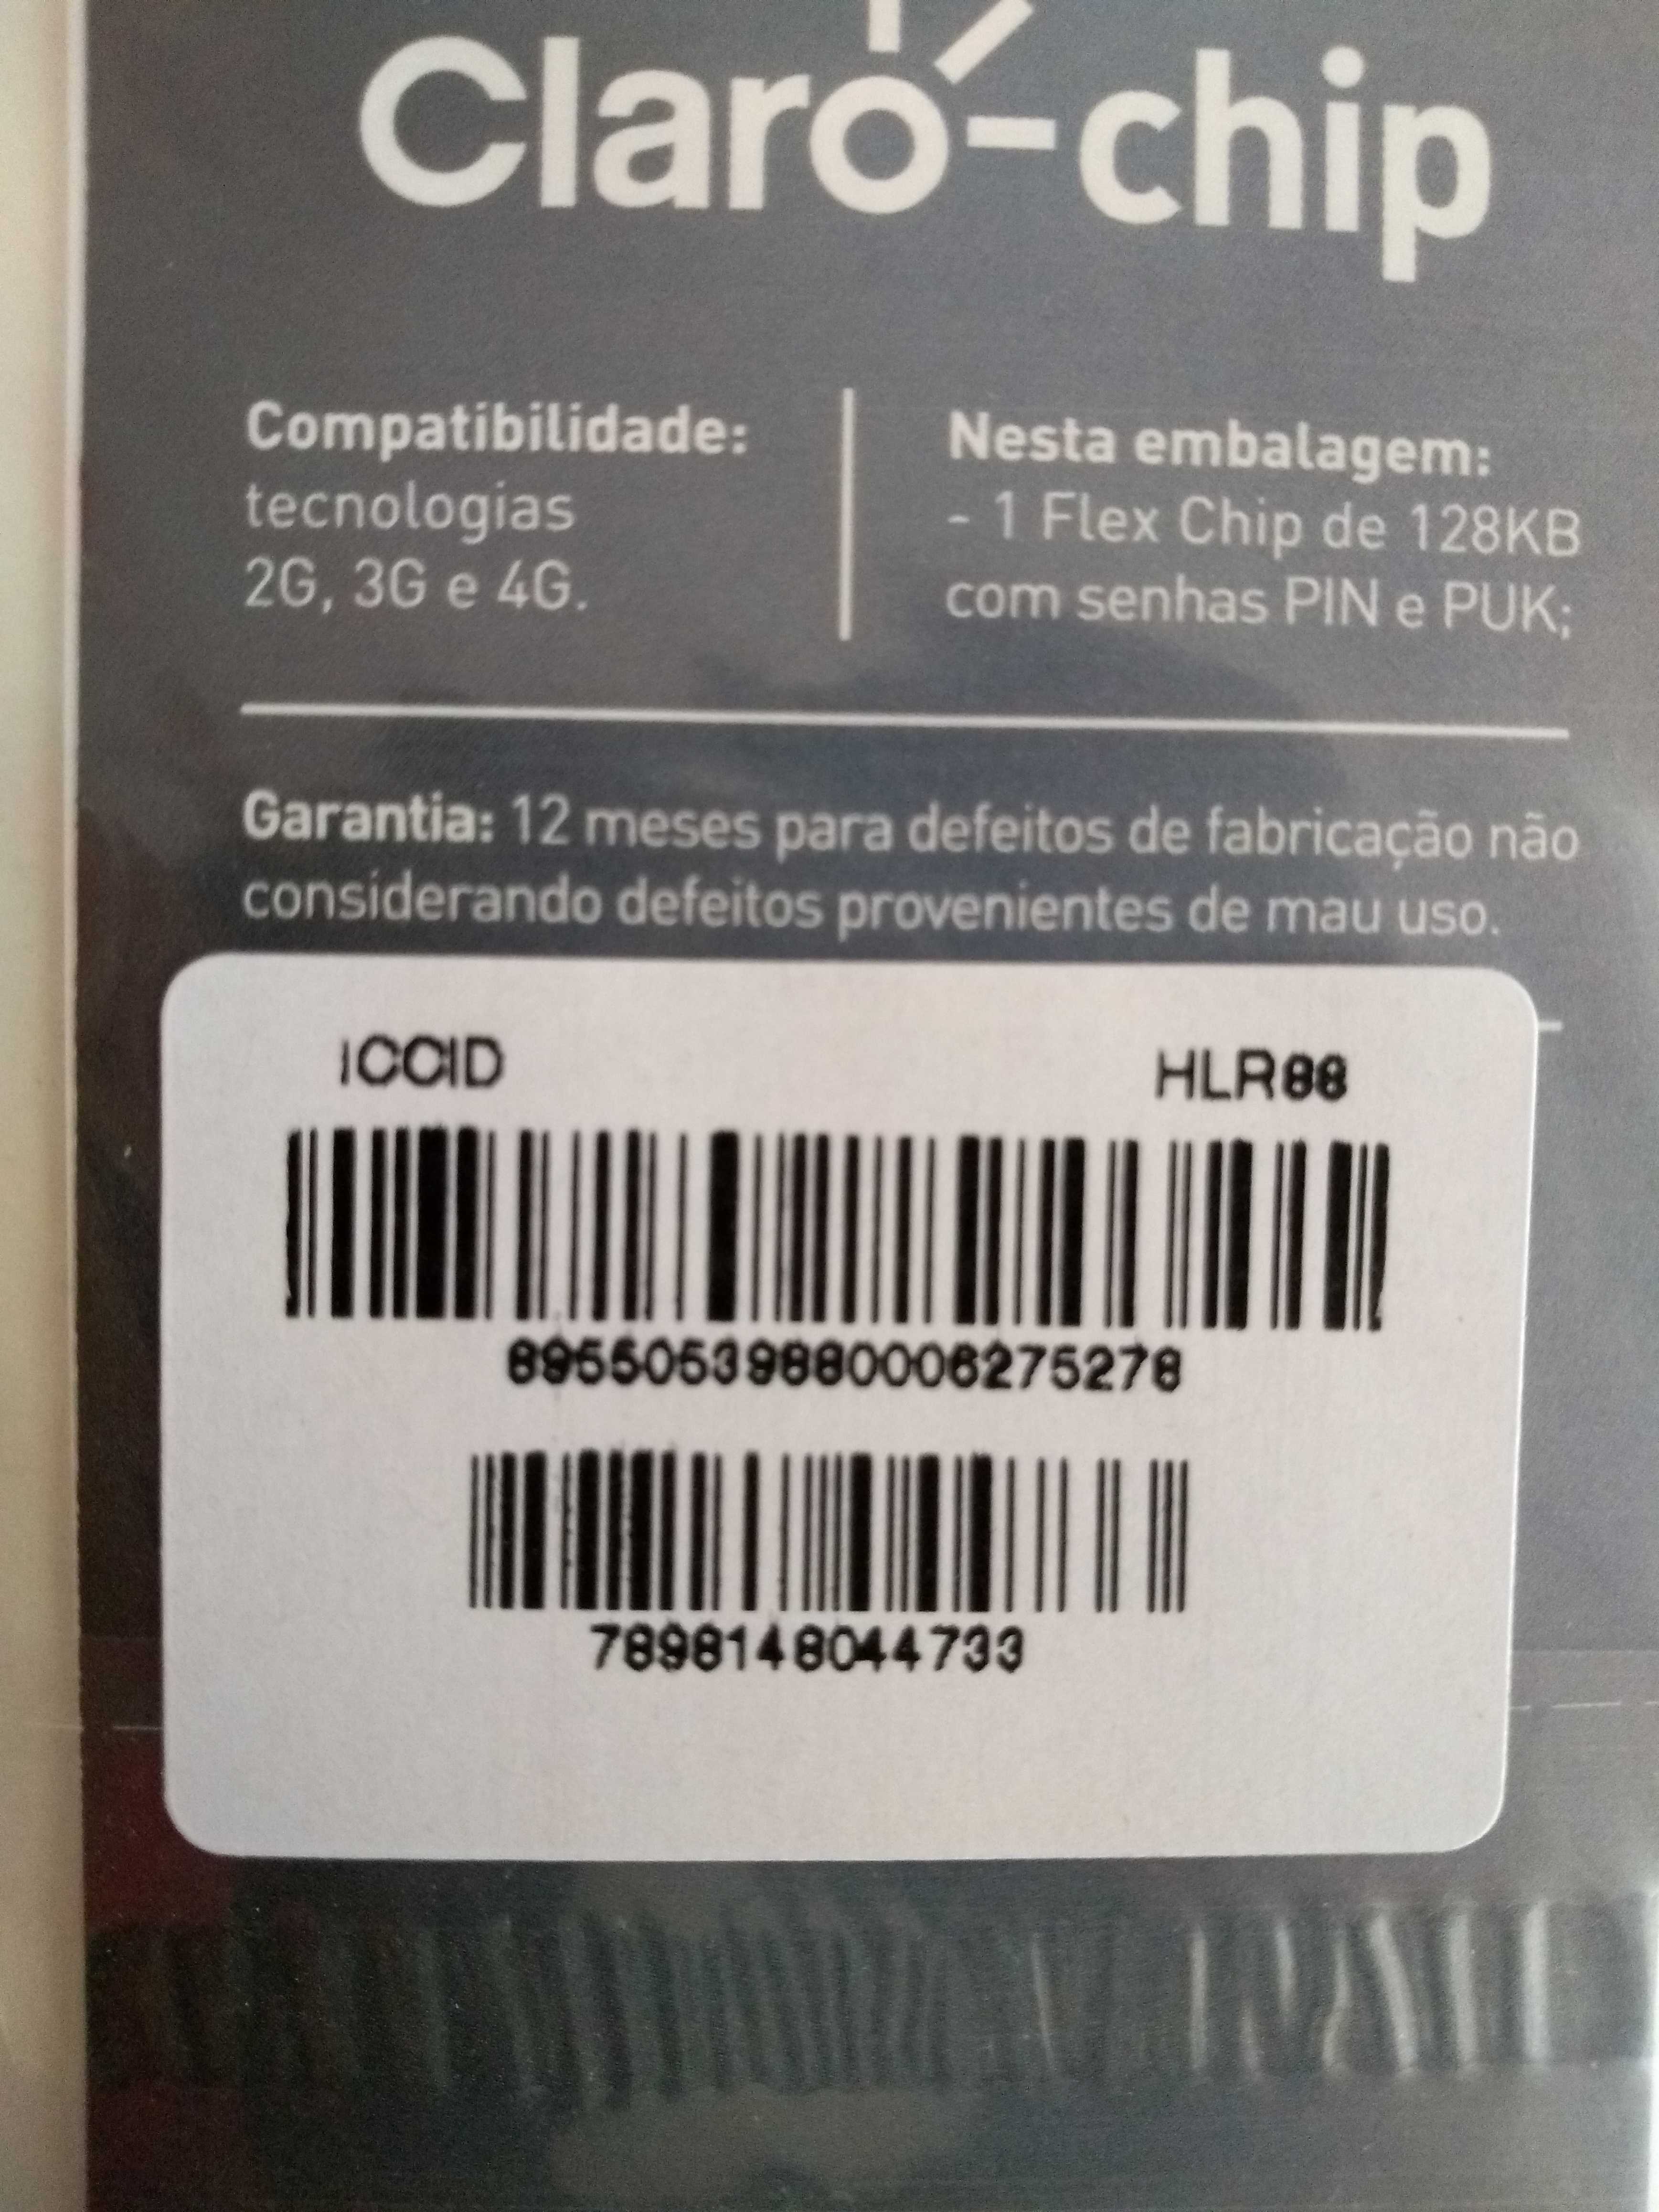 Claro-chip
Compatibilidade:
tecnologias
2G, 3G e 4G.
Nesta embalagem:
- 1 Flex Chip de 128KB
com senhas PIN e PUK;
Garantia: 12 meses para defeitos de fabricação não
considerando defeitos provenientes de mau uso.
ICCID
HLR88
89550539880006275278
7898148044733